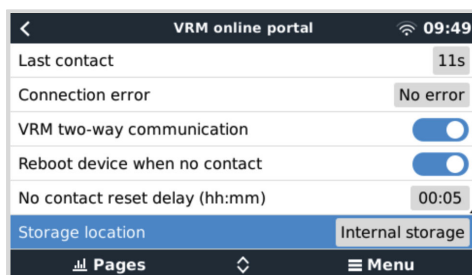 VRM online portal 09:49
Last contact 11s
Connection error No error
VRM two-way communication
Reboot device when no contact
No contact reset delay (hh:mm) 00:05
Storage location Internal storage
Pages Menu